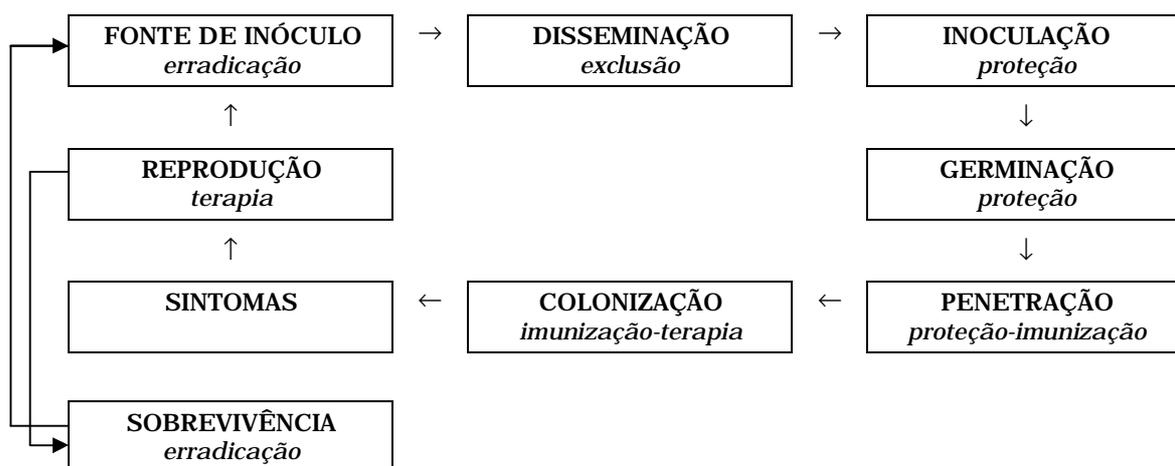 FONTE DE INÓCULO
erradicação
→
DISSEMINAÇÃO
exclusão
→
INOCULAÇÃO
proteção
↑
↓
REPRODUÇÃO
terapia
GERMINAÇÃO
proteção
↑
↓
SINTOMAS
←
COLONIZAÇÃO
imunização-terapia
←
PENETRAÇÃO
proteção-imunização
SOBREVIVÊNCIA
erradicação